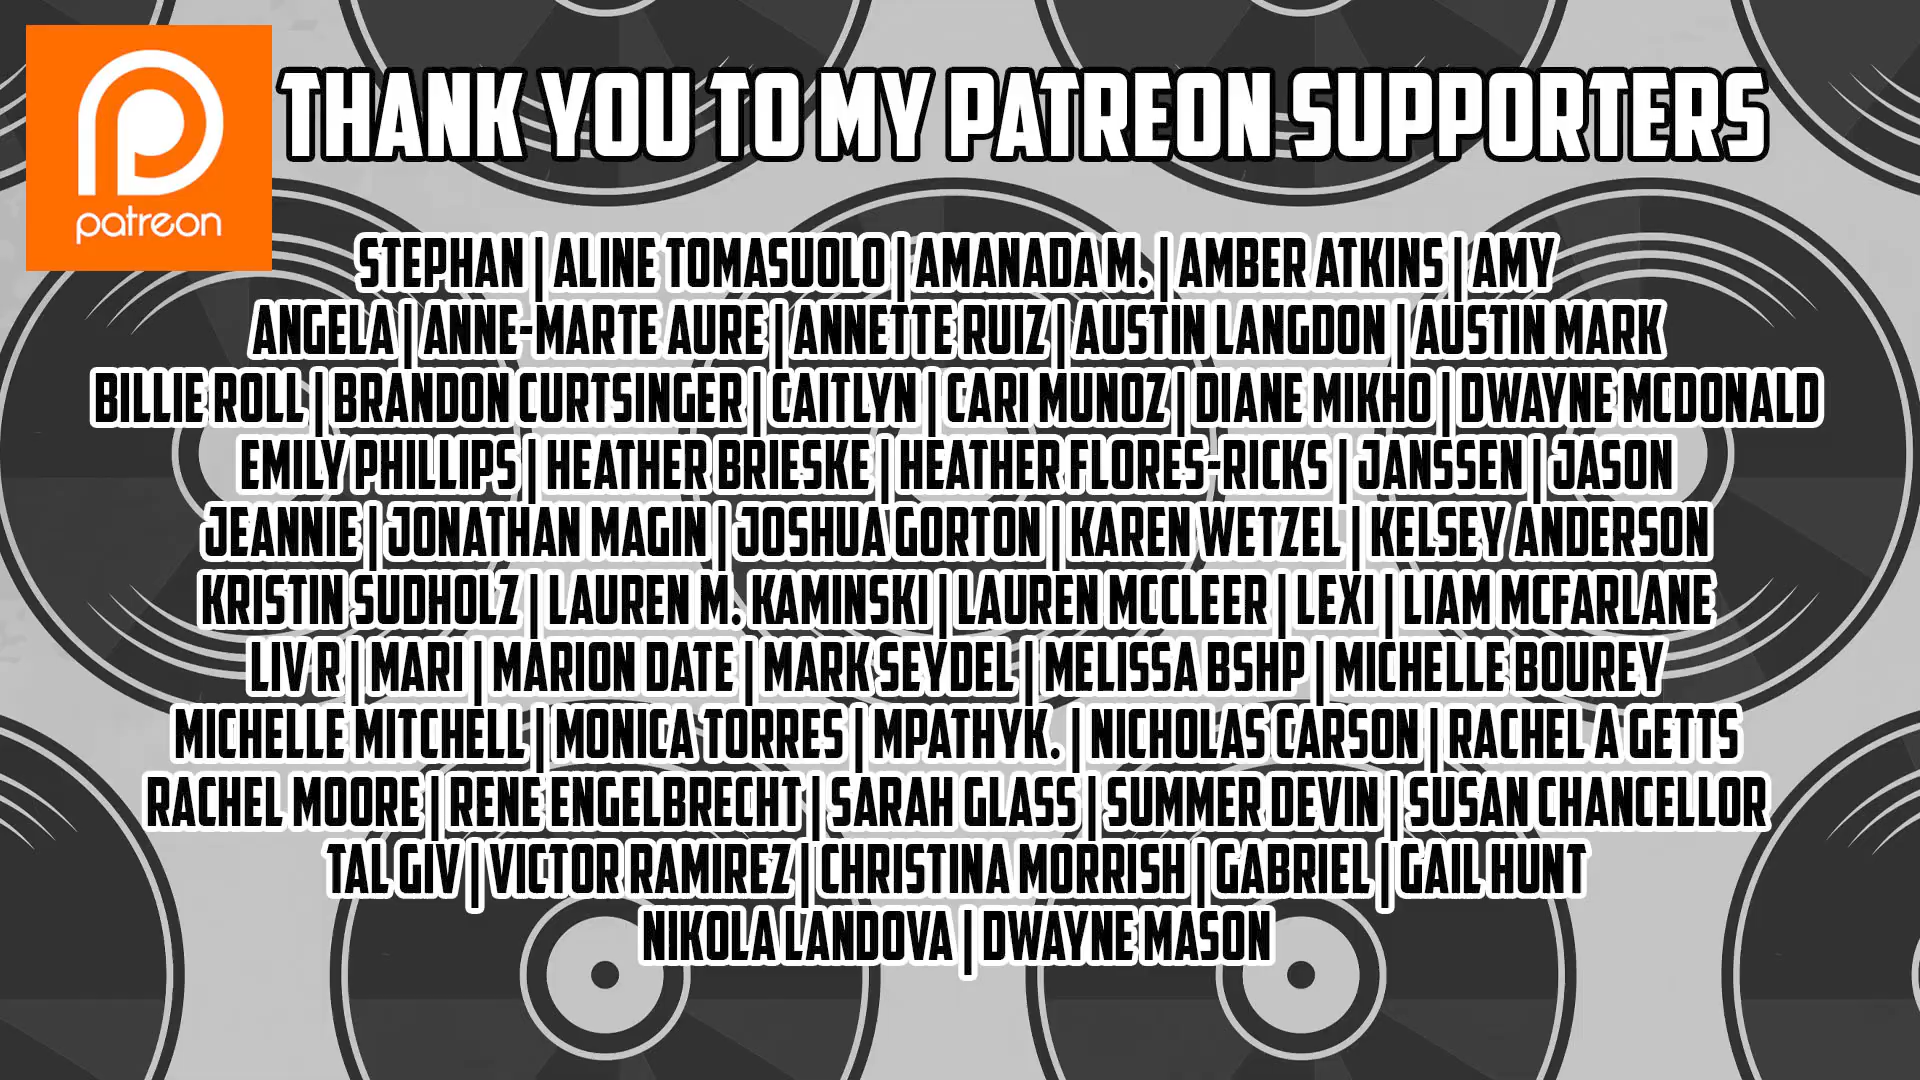 patreon
THANK YOU TO MY PATREON SUPPORTERS
STEPHAN | ALINE TOMASUOLO | AMANADA M. | AMBER ATKINS | AMY
ANGELA | ANNE-MARTE AURE | ANNETTE RUIZ | AUSTIN LANGDON | AUSTIN MARK
BILLIE ROLL | BRANDON CURTSINGER | CAITLYN | CARI MUNOZ | DIANE MIKHO | DWAYNE MCDONALD
EMILY PHILLIPS | HEATHER BRIESKE | HEATHER FLORES-RICKS | JANSSEN | JASON
JEANNIE | JONATHAN MAGIN | JOSHUA GORTON | KAREN WETZEL | KELSEY ANDERSON
KRISTIN SUDHOLZ | LAUREN M. KAMINSKI | LAUREN MCCLEER | LEXI | LIAM MCFARLANE
LIV R | MARI | MARION DATE | MARK SEYDEL | MELISSA BSHP | MICHELLE BOUREY
MICHELLE MITCHELL | MONICA TORRES | MPATHYK. | NICHOLAS CARSON | RACHEL A GETTS
RACHEL MOORE | RENE ENGELBRECHT | SARAH GLASS | SUMMER DEVIN | SUSAN CHANCELLOR
TAL GIV | VICTOR RAMIREZ | CHRISTINA MORRISH | GABRIEL | GAIL HUNT
NIKOLA LANDOVA | DWAYNE MASON